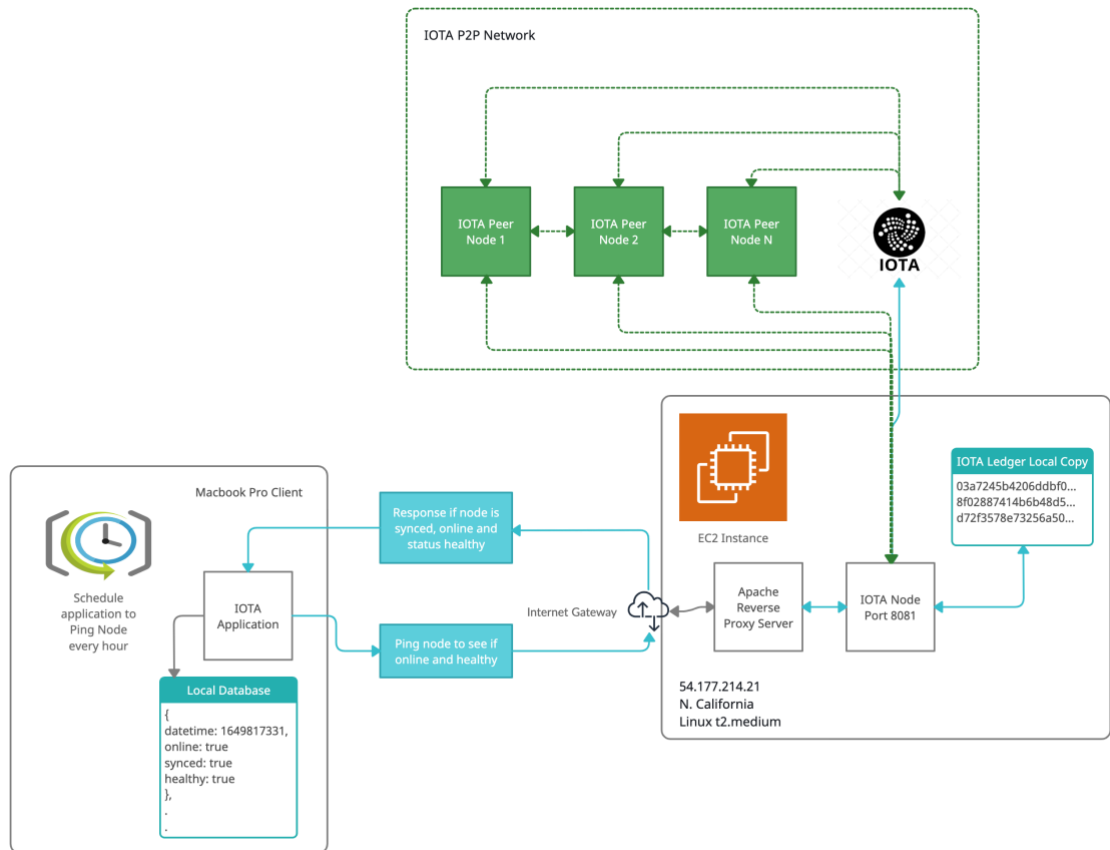 IOTA P2P Network
IOTA Peer
Node 1
IOTA Peer
Node 2
IOTA Peer
Node N
IOTA
Macbook Pro Client
Schedule
application to
Ping Node
every hour
IOTA
Application
Local Database
{
datetime: 1649817331,
online: true
synced: true
healthy: true
},
.
.
Response if node is
synced, online and
status healthy
Ping node to see if
online and healthy
Internet Gateway
EC2 Instance
Apache
Reverse
Proxy Server
IOTA Node
Port 8081
IOTA Ledger Local Copy
03a7245b4206ddbf0...
8f02887414b6b48d5...
d72f3578e73256a50...
54.177.214.21
N. California
Linux t2.medium